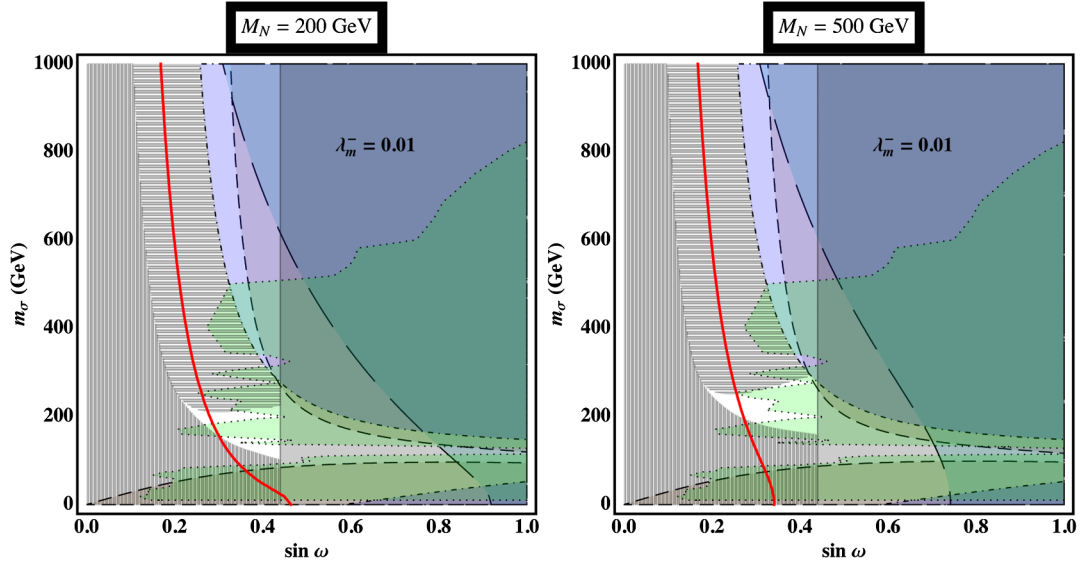 M_N = 200 GeV
1000
800
600
400
200
0
m_σ (GeV)
λ_m^- = 0.01
0.0 0.2 0.4 0.6 0.8 1.0
sin ω
M_N = 500 GeV
1000
800
600
400
200
0
m_σ (GeV)
λ_m^- = 0.01
0.0 0.2 0.4 0.6 0.8 1.0
sin ω